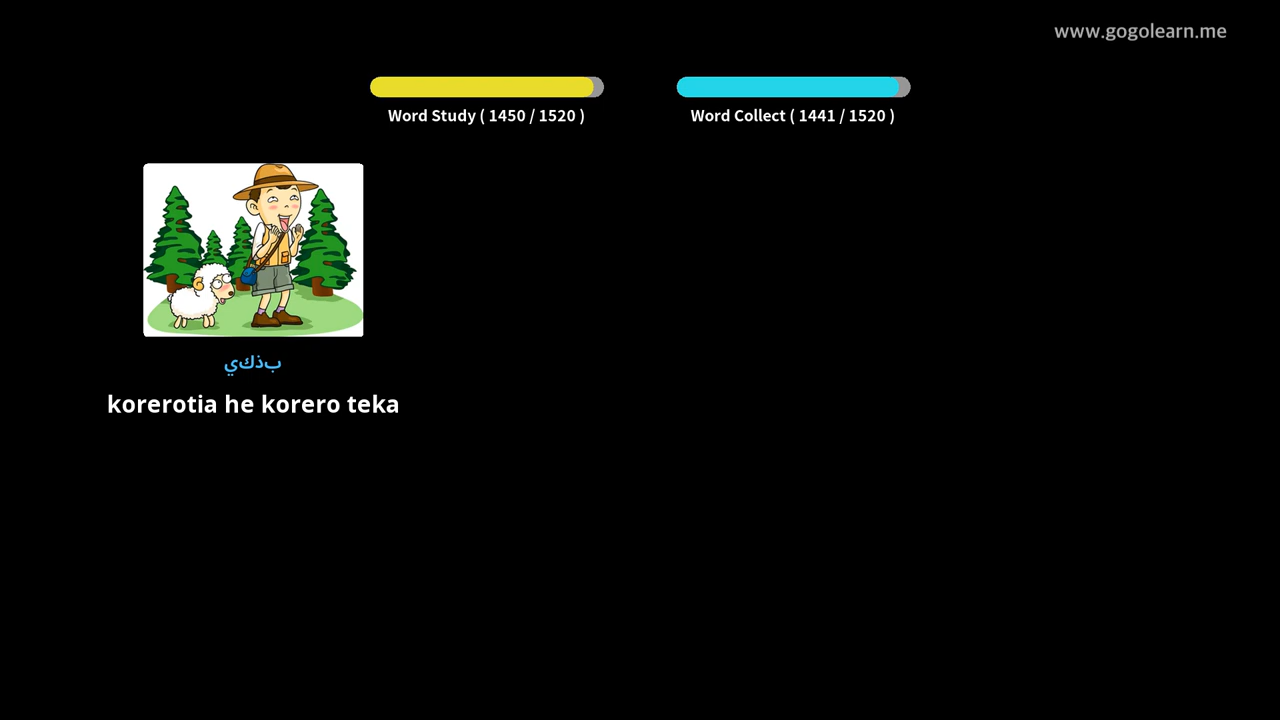 www.gogolearn.me
Word Study ( 1450 / 1520 )
Word Collect ( 1441 / 1520 )
بذكي
korerotia he korero teka